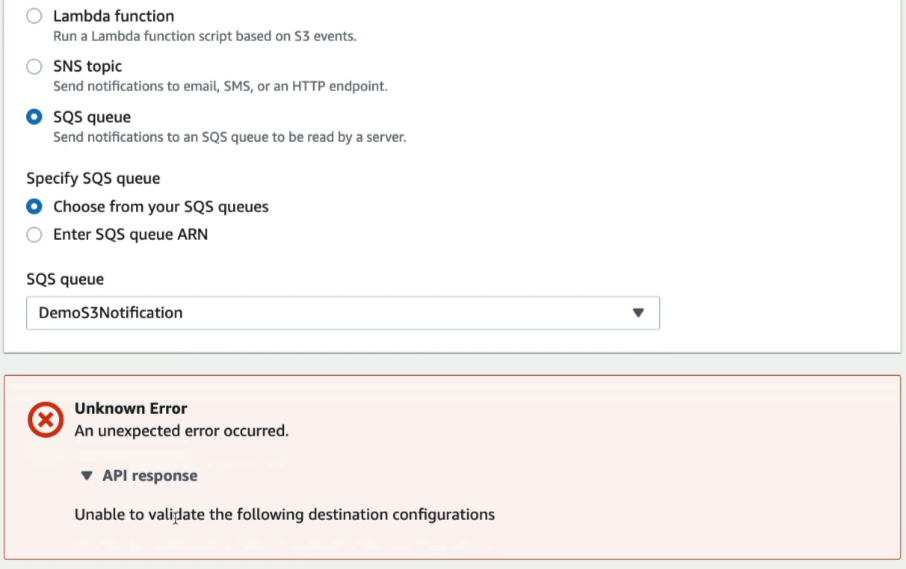 Lambda function
Run a Lambda function script based on S3 events.
SNS topic
Send notifications to email, SMS, or an HTTP endpoint.
SQS queue
Send notifications to an SQS queue to be read by a server.
Specify SQS queue
Choose from your SQS queues
Enter SQS queue ARN
SQS queue
DemoS3Notification
Unknown Error
An unexpected error occurred.
API response
Unable to validate the following destination configurations